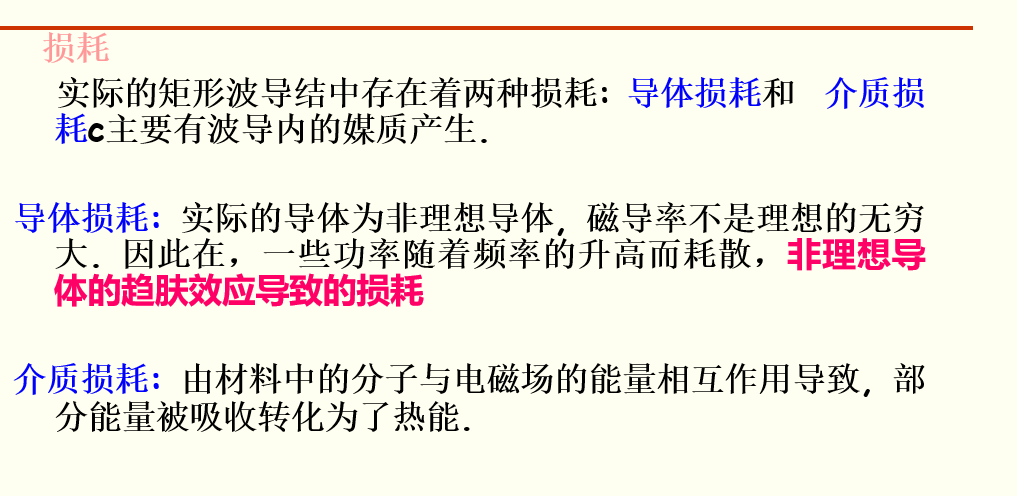 损耗
实际的矩形波导结中存在着两种损耗：导体损耗和 介质损
耗c主要有波导内的媒质产生.
导体损耗：实际的导体为非理想导体，磁导率不是理想的无穷
大．因此在，一些功率随着频率的升高而耗散，非理想导
体的趋肤效应导致的损耗
介质损耗：由材料中的分子与电磁场的能量相互作用导致，部
分能量被吸收转化为了热能.